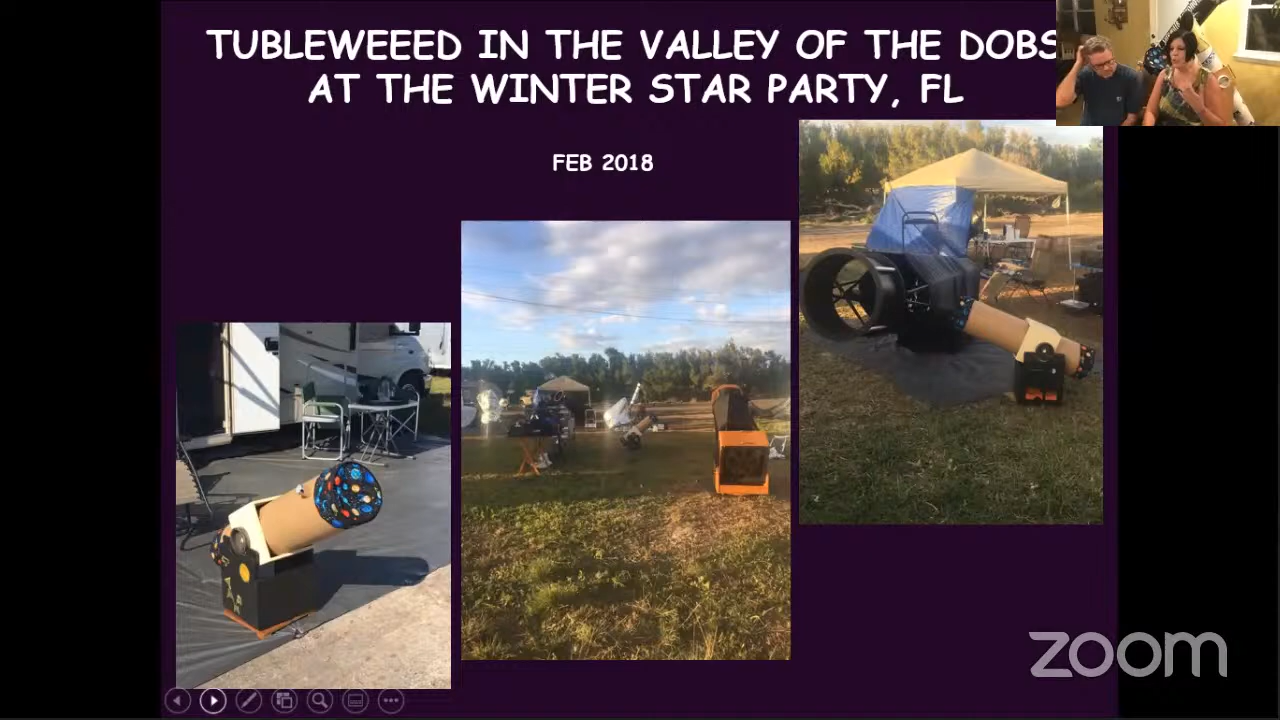 TUBLEWEEED IN THE VALLEY OF THE DOBS
AT THE WINTER STAR PARTY, FL
FEB 2018
zoom